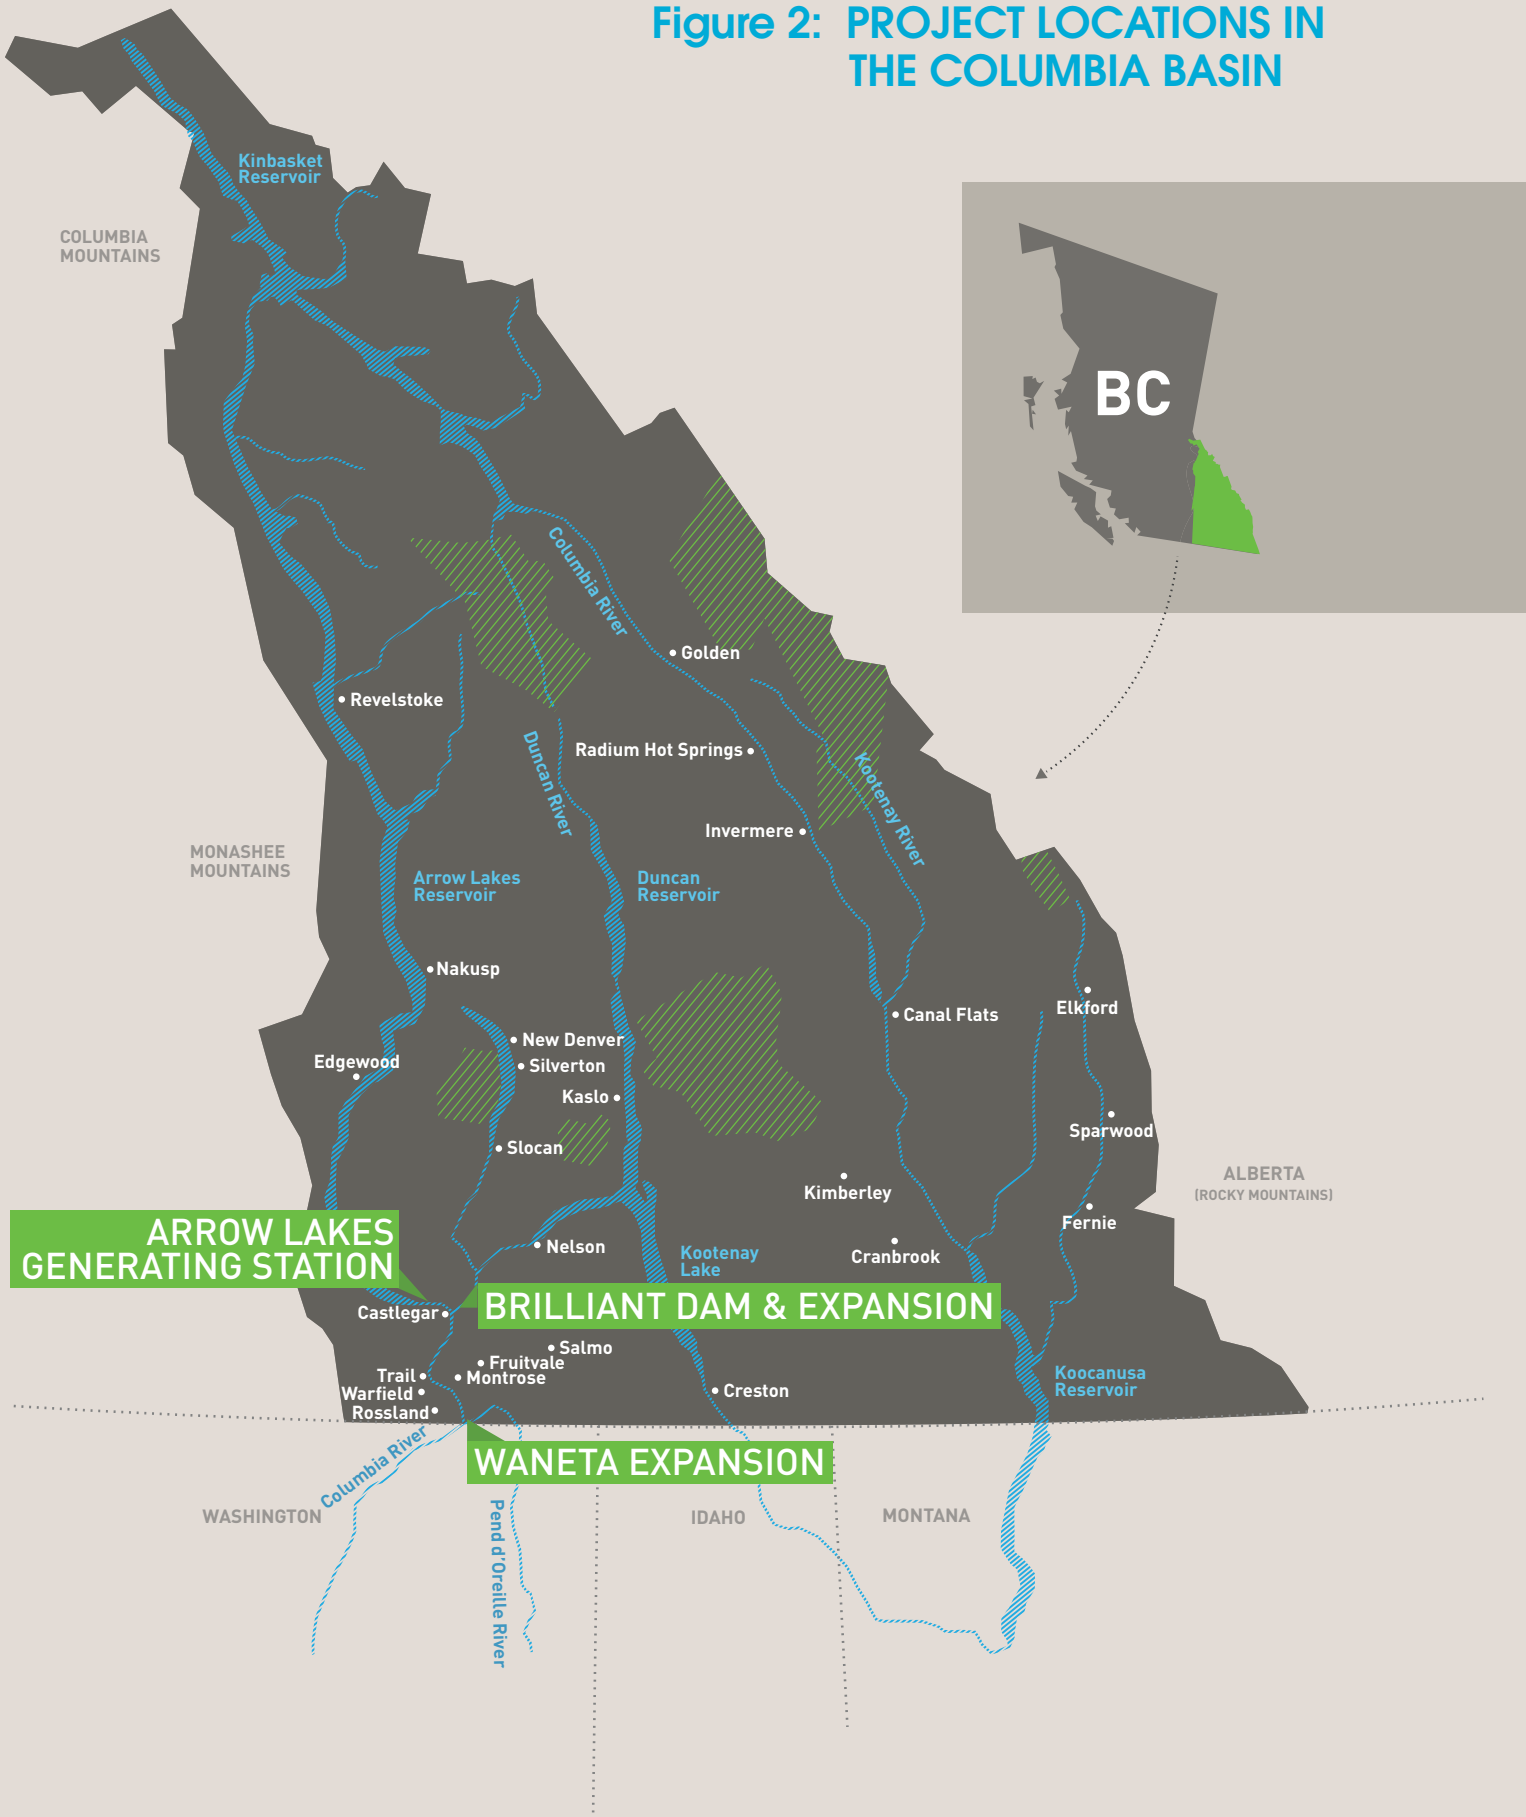 Figure 2: PROJECT LOCATIONS IN
THE COLUMBIA BASIN
Kinbasket
Reservoir
COLUMBIA
MOUNTAINS
BC
Columbia River
Golden
Revelstoke
Duncan River
Radium Hot Springs
Kootenay River
Invermere
MONASHEE
MOUNTAINS
Arrow Lakes
Reservoir
Duncan
Reservoir
Nakusp
Elkford
Canal Flats
New Denver
Edgewood
Silverton
Kaslo
Sparwood
Slocan
ALBERTA
(ROCKY MOUNTAINS)
Kimberley
Fernie
ARROW LAKES
GENERATING STATION
Nelson
Kootenay
Lake
Cranbrook
BRILLIANT DAM & EXPANSION
Castlegar
Salmo
Fruitvale
Trail
Montrose
Koocanusa
Reservoir
Warfield
Creston
Rossland
Columbia River
WANETA EXPANSION
WASHINGTON
Pend d'Oreille River
IDAHO
MONTANA